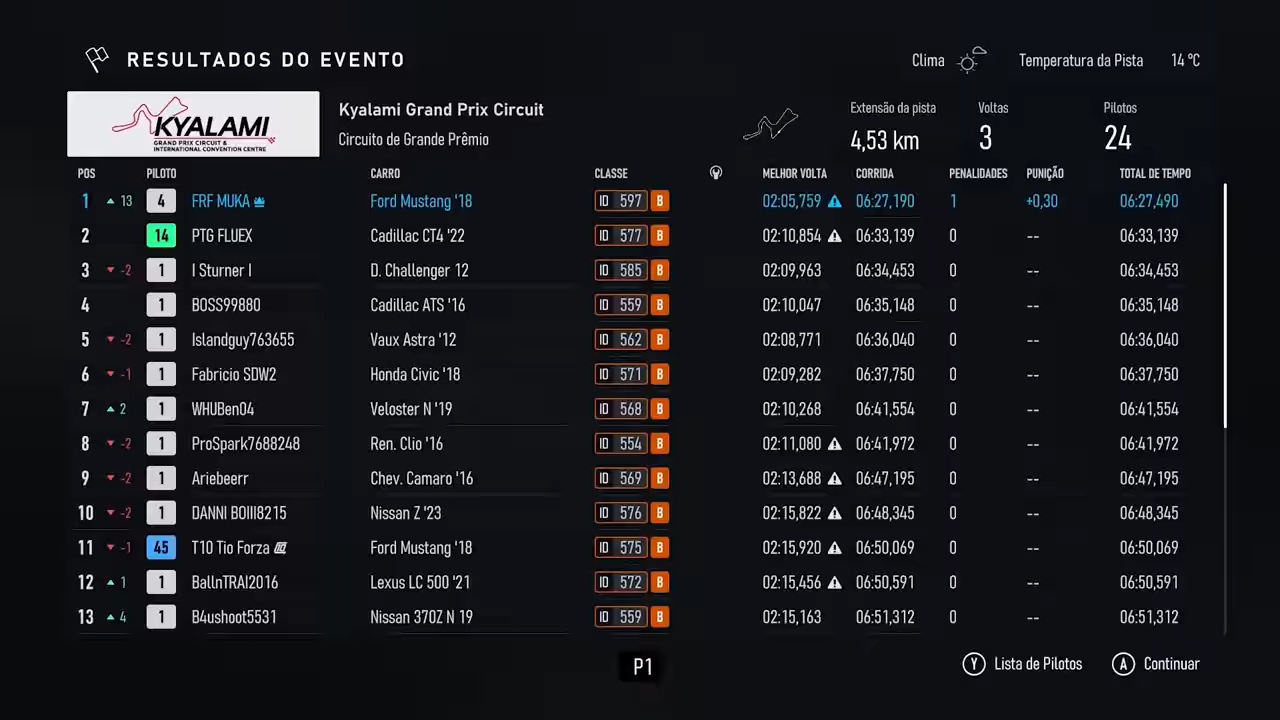 RESULTADOS DO EVENTO
Clima Temperatura da Pista 14 ºC
KYALAMI
GRAND PRIX CIRCUIT &
INTERNATIONAL CONVENTION CENTRE
Kyalami Grand Prix Circuit
Circuito de Grande Prêmio
Extensão da pista Voltas Pilotos
4,53 km 3 24
POS PILOTO CARRO CLASSE MELHOR VOLTA CORRIDA PENALIDADES PUNIÇÃO TOTAL DE TEMPO
1 13 4 FRF MUKA Ford Mustang '18 ID 597 B 02:05,759 06:27,190 1 +0,30 06:27,490
2 14 PTG FLUEX Cadillac CT4 '22 ID 577 B 02:10,854 06:33,139 0 -- 06:33,139
3 -2 1 I Sturner I D. Challenger 12 ID 585 B 02:09,963 06:34,453 0 -- 06:34,453
4 1 BOSS99880 Cadillac ATS '16 ID 559 B 02:10,047 06:35,148 0 -- 06:35,148
5 -2 1 Islandguy763655 Vaux Astra '12 ID 562 B 02:08,771 06:36,040 0 -- 06:36,040
6 -1 1 Fabricio SDW2 Honda Civic '18 ID 571 B 02:09,282 06:37,750 0 -- 06:37,750
7 2 1 WHUBen04 Veloster N '19 ID 568 B 02:10,268 06:41,554 0 -- 06:41,554
8 -2 1 ProSpark7688248 Ren. Clio '16 ID 554 B 02:11,080 06:41,972 0 -- 06:41,972
9 -2 1 Ariebeerr Chev. Camaro '16 ID 569 B 02:13,688 06:47,195 0 -- 06:47,195
10 -2 1 DANNI BOIII8215 Nissan Z '23 ID 576 B 02:15,822 06:48,345 0 -- 06:48,345
11 -1 45 T10 Tio Forza Ford Mustang '18 ID 575 B 02:15,920 06:50,069 0 -- 06:50,069
12 1 1 BallnTRAI2016 Lexus LC 500 '21 ID 572 B 02:15,456 06:50,591 0 -- 06:50,591
13 4 1 B4ushoot5531 Nissan 370Z N 19 ID 559 B 02:15,163 06:51,312 0 -- 06:51,312
P1
Y Lista de Pilotos A Continuar